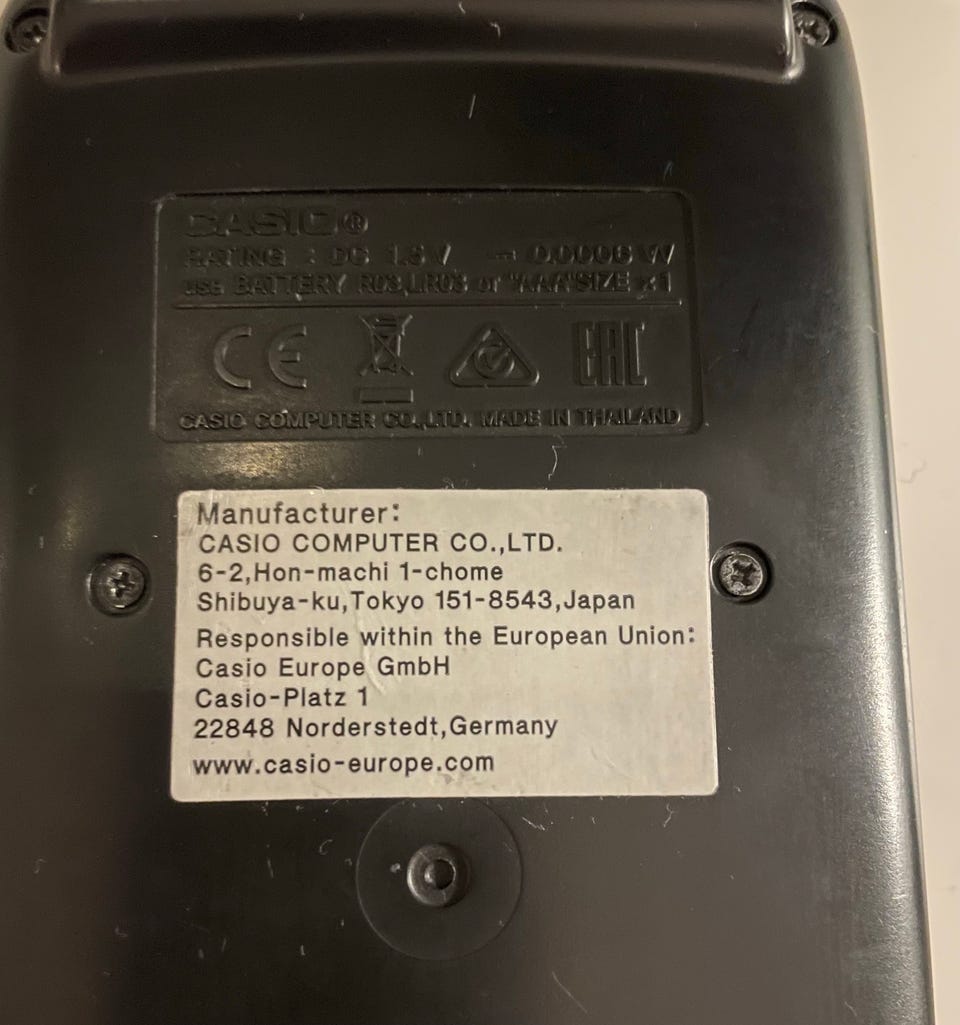 CASIO®
RATING : DC 1.5 V ⎓ 0.0006 W
USE BATTERY R03,LR03 or "AAA"SIZE x1
CE EAC
CASIO COMPUTER CO.,LTD. MADE IN THAILAND
Manufacturer:
CASIO COMPUTER CO.,LTD.
6-2,Hon-machi 1-chome
Shibuya-ku,Tokyo 151-8543,Japan
Responsible within the European Union:
Casio Europe GmbH
Casio-Platz 1
22848 Norderstedt,Germany
www.casio-europe.com